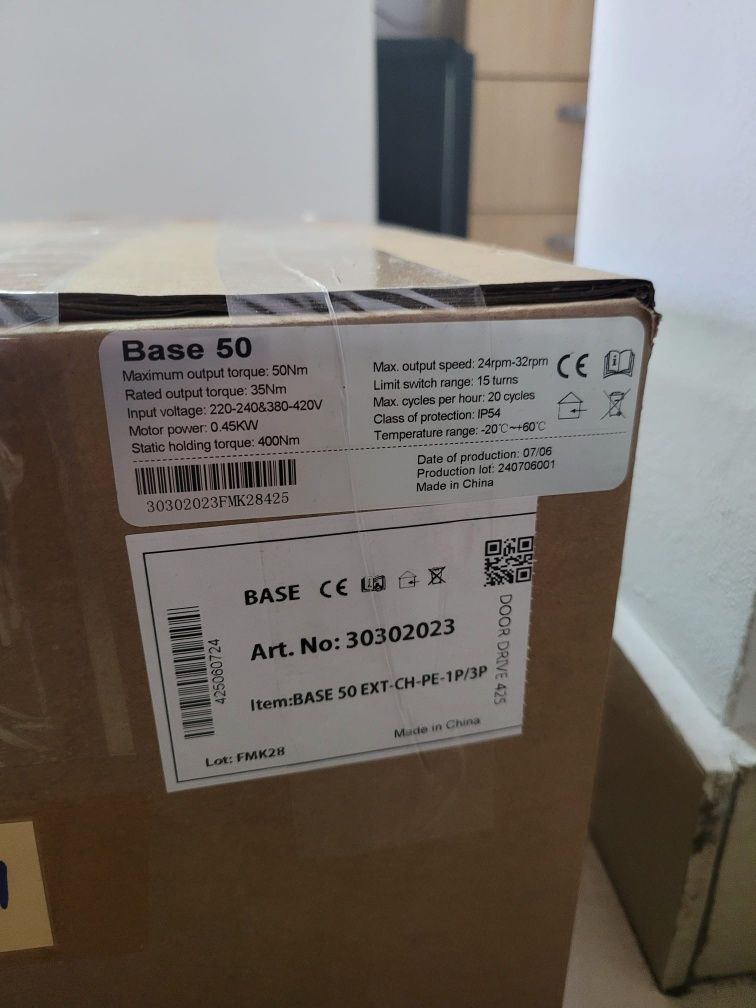 Base 50
Maximum output torque: 50Nm
Rated output torque: 35Nm
Input voltage: 220-240&380-420V
Motor power: 0.45KW
Static holding torque: 400Nm
Max. output speed: 24rpm-32rpm
Limit switch range: 15 turns
Max. cycles per hour: 20 cycles
Class of protection: IP54
Temperature range: -20℃~+60℃
CE
30302023FMK28425
Date of production: 07/06
Production lot: 240706001
Made in China
BASE CE
Art. No: 30302023
Item:BASE 50 EXT-CH-PE-1P/3P
Made in China
Lot: FMK28
425060724
DOOR DRIVE 425